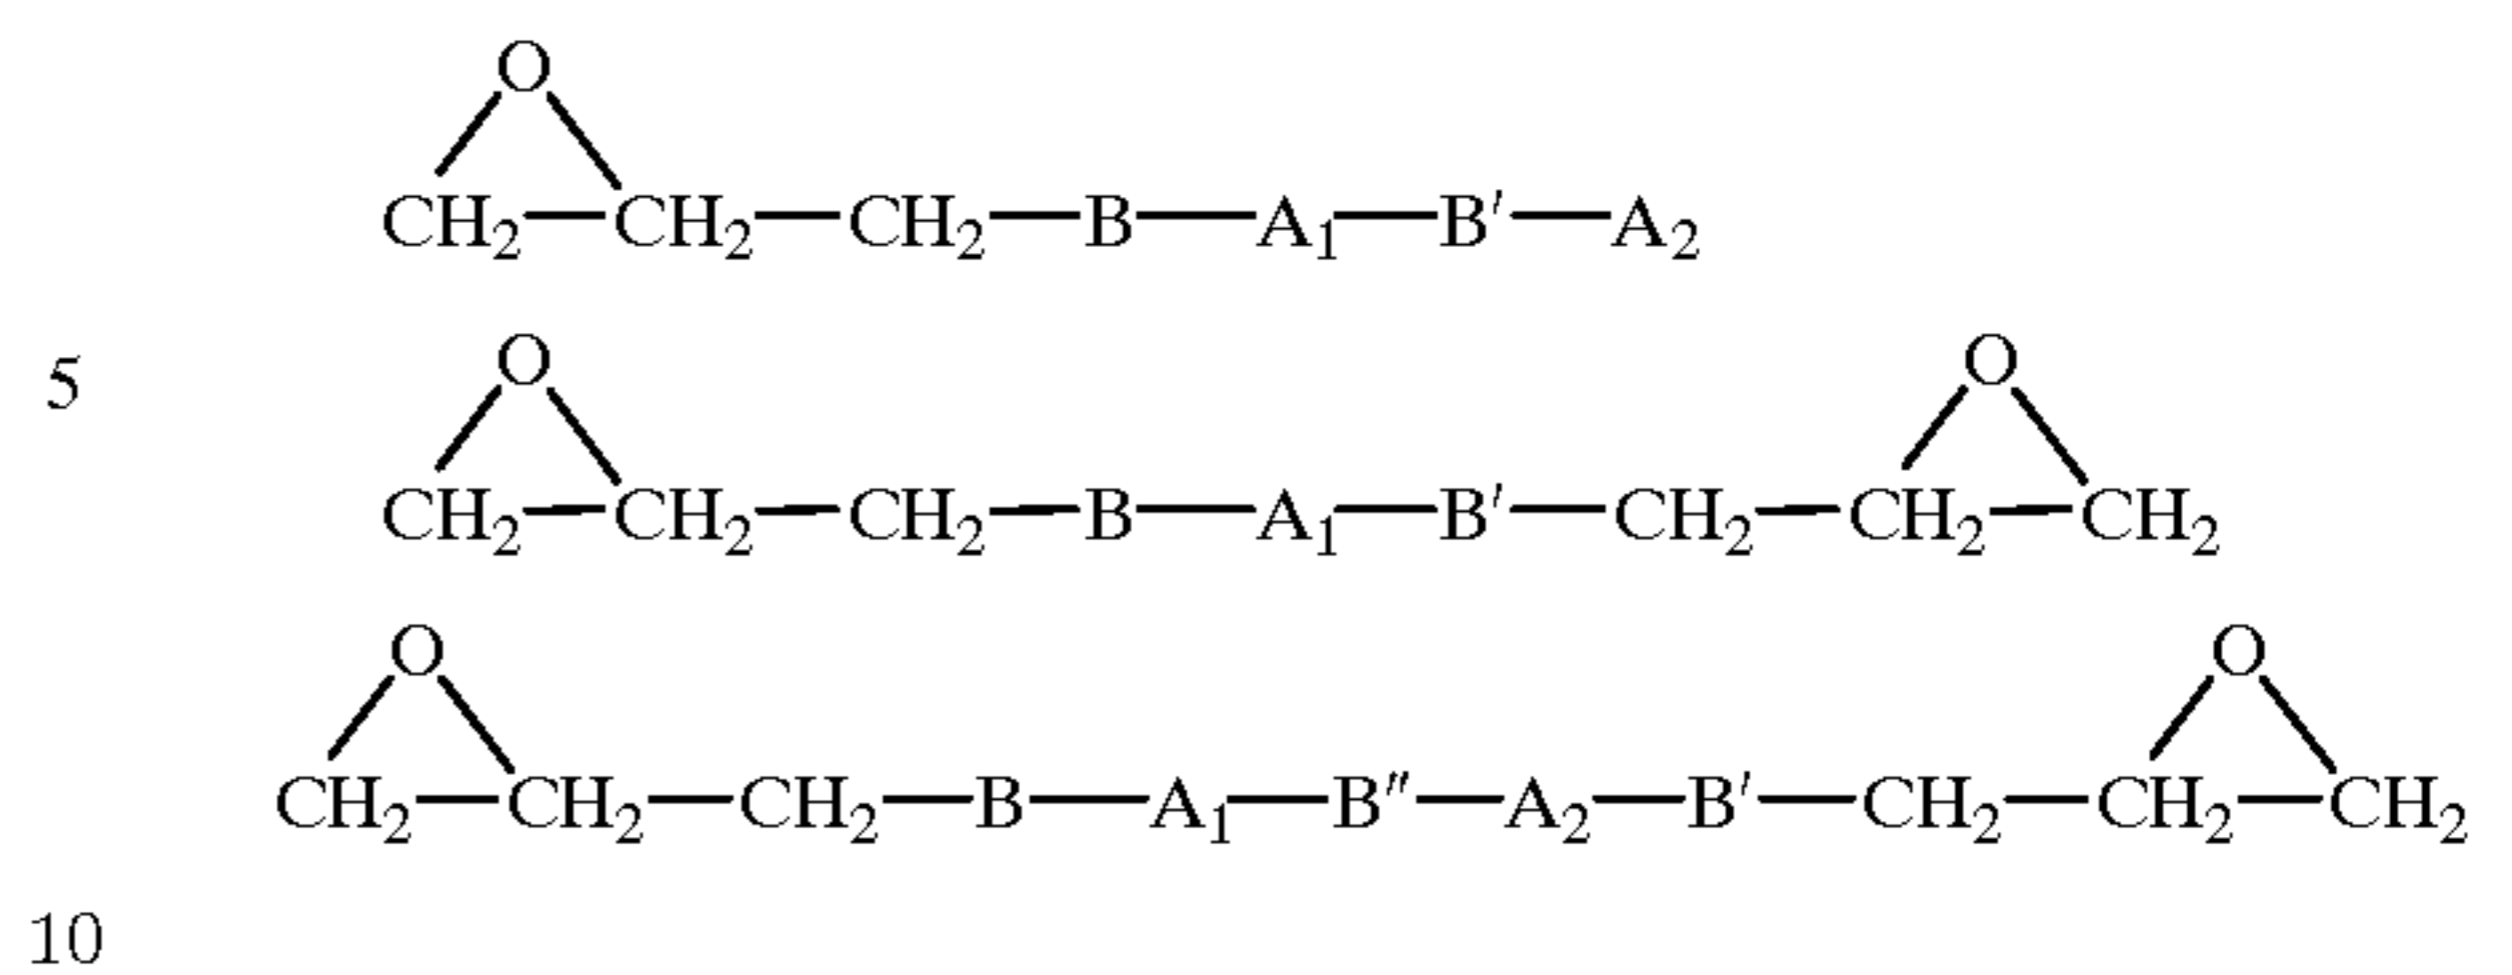 O
CH₂—CH₂—CH₂—B—A₁—B′—A₂
5 O O
CH₂—CH₂—CH₂—B—A₁—B′—CH₂—CH₂—CH₂
O O
CH₂—CH₂—CH₂—B—A₁—B″—A₂—B′—CH₂—CH₂—CH₂
10